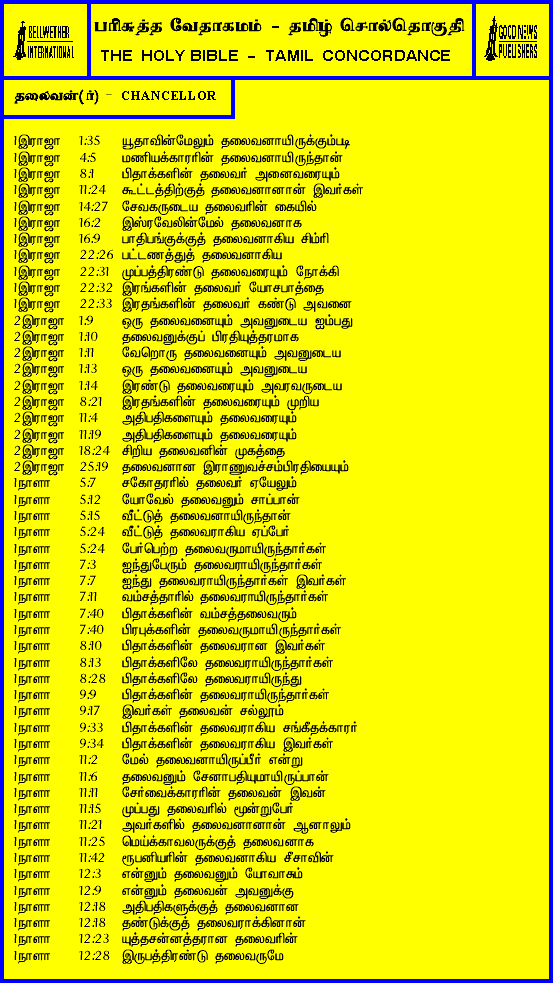 BELLWETHER
INTERNATIONAL
பரிசுத்த வேதாகமம் - தமிழ் சொல்தொகுதி
THE HOLY BIBLE - TAMIL CONCORDANCE
GOOD NEWS
PUBLISHERS
தலைவன்(ர்) - CHANCELLOR
1இராஜா 1:35 யூதாவின்மேலும் தலைவனாயிருக்கும்படி
1இராஜா 4:5 மணியக்காரரின் தலைவனாயிருந்தான்
1இராஜா 8:1 பிதாக்களின் தலைவர் அனைவரையும்
1இராஜா 11:24 கூட்டத்திற்குத் தலைவனானான் இவர்கள்
1இராஜா 14:27 சேவகருடைய தலைவரின் கையில்
1இராஜா 16:2 இஸ்ரவேலின்மேல் தலைவனாக
1இராஜா 16:9 பாதிபங்குக்குத் தலைவனாகிய சிம்ரி
1இராஜா 22:26 பட்டணத்துத் தலைவனாகிய
1இராஜா 22:31 முப்பத்திரண்டு தலைவரையும் நோக்கி
1இராஜா 22:32 இரங்களின் தலைவர் யோசபாத்தை
1இராஜா 22:33 இரதங்களின் தலைவர் கண்டு அவனை
2இராஜா 1:9 ஒரு தலைவனையும் அவனுடைய ஐம்பது
2இராஜா 1:10 தலைவனுக்குப் பிரதியுத்தரமாக
2இராஜா 1:11 வேறொரு தலைவனையும் அவனுடைய
2இராஜா 1:13 ஒரு தலைவனையும் அவனுடைய
2இராஜா 1:14 இரண்டு தலைவரையும் அவரவருடைய
2இராஜா 8:21 இரதங்களின் தலைவரையும் முறிய
2இராஜா 11:4 அதிபதிகளையும் தலைவரையும்
2இராஜா 11:19 அதிபதிகளையும் தலைவரையும்
2இராஜா 18:24 சிறிய தலைவனின் முகத்தை
2இராஜா 25:19 தலைவனான இராணுவச்சம்பிரதியையும்
1நாளா 5:7 சகோதரரில் தலைவர் ஏயேலும்
1நாளா 5:12 யோவேல் தலைவனும் சாப்பான்
1நாளா 5:15 வீட்டுத் தலைவனாயிருந்தான்
1நாளா 5:24 வீட்டுத் தலைவராகிய ஏப்பேர்
1நாளா 5:24 பேர்பெற்ற தலைவருமாயிருந்தார்கள்
1நாளா 7:3 ஐந்துபேரும் தலைவராயிருந்தார்கள்
1நாளா 7:7 ஐந்து தலைவராயிருந்தார்கள் இவர்கள்
1நாளா 7:11 வம்சத்தாரில் தலைவராயிருந்தார்கள்
1நாளா 7:40 பிதாக்களின் வம்சத்தலைவரும்
1நாளா 7:40 பிரபுக்களின் தலைவருமாயிருந்தார்கள்
1நாளா 8:10 பிதாக்களின் தலைவரான இவர்கள்
1நாளா 8:13 பிதாக்களிலே தலைவராயிருந்தார்கள்
1நாளா 8:28 பிதாக்களிலே தலைவராயிருந்து
1நாளா 9:9 பிதாக்களின் தலைவராயிருந்தார்கள்
1நாளா 9:17 இவர்கள் தலைவன் சல்லூம்
1நாளா 9:33 பிதாக்களின் தலைவராகிய சங்கீதக்காரர்
1நாளா 9:34 பிதாக்களின் தலைவராகிய இவர்கள்
1நாளா 11:2 மேல் தலைவனாயிருப்பீர் என்று
1நாளா 11:6 தலைவனும் சேனாபதியுமாயிருப்பான்
1நாளா 11:11 சேர்வைக்காரரின் தலைவன் இவன்
1நாளா 11:15 முப்பது தலைவரில் மூன்றுபேர்
1நாளா 11:21 அவர்களில் தலைவனானான் ஆனாலும்
1நாளா 11:25 மெய்க்காவலருக்குத் தலைவனாக
1நாளா 11:42 ரூபனியரின் தலைவனாகிய சீசாவின்
1நாளா 12:3 என்னும் தலைவனும் யோவாசும்
1நாளா 12:9 என்னும் தலைவன் அவனுக்கு
1நாளா 12:18 அதிபதிகளுக்குத் தலைவனான
1நாளா 12:18 தண்டுக்குத் தலைவராக்கினான்
1நாளா 12:23 யுத்தசன்னத்தரான தலைவரின்
1நாளா 12:28 இருபத்திரண்டு தலைவருமே